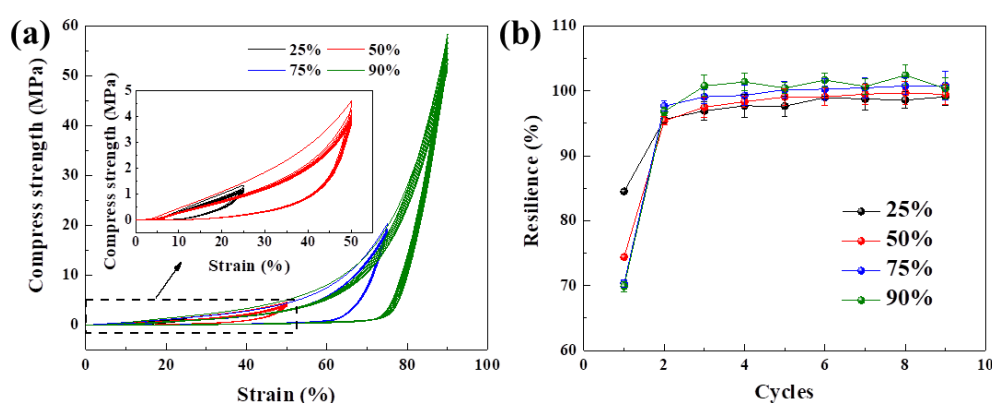 (a)
60
50
40
30
20
10
0
Compress strength (MPa)
0 20 40 60 80 100
Strain (%)
25% 50%
75% 90%
5
4
3
2
1
0
Compress strength (MPa)
0 10 20 30 40 50
Strain (%)
(b)
110
100
90
80
70
60
Resilience (%)
0 2 4 6 8 10
Cycles
25%
50%
75%
90%